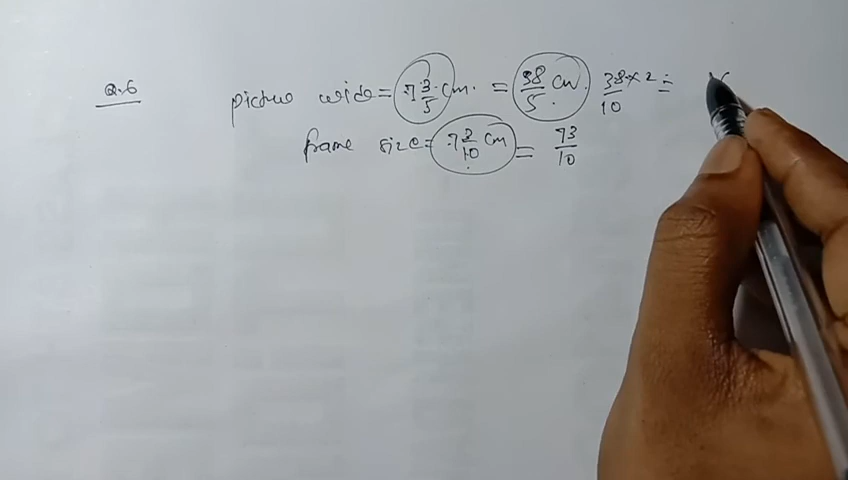 Q.6
picture wide = 7 3/5 cm. = 38/5 cm. 38×2/10 =
frame size = 7 3/10 cm = 73/10